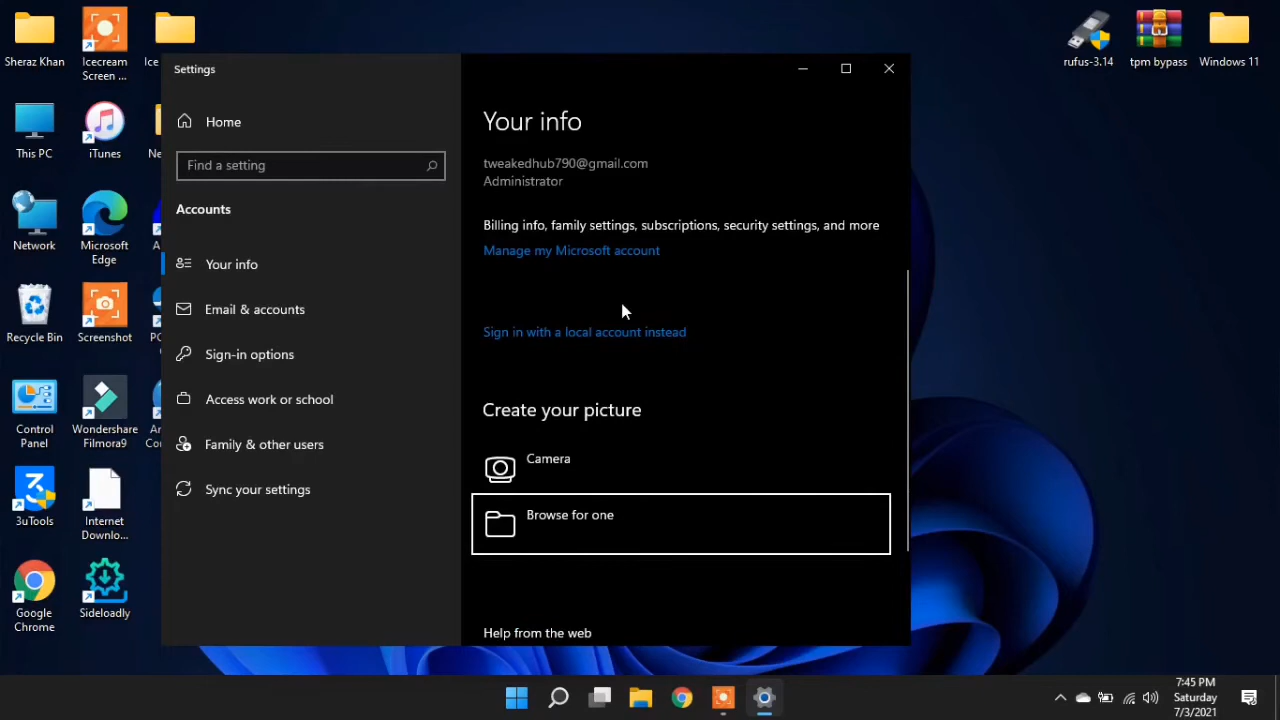 Sheraz Khan
Icecream
Screen ...
Ice
rufus-3.14
tpm bypass
Windows 11
This PC
iTunes
Ne
Network
Microsoft
Edge
A
Recycle Bin
Screenshot
PC
Control
Panel
Wondershare
Filmora9
An
Co
3uTools
Internet
Downlo...
Google
Chrome
Sideloadly
Settings
Home
Find a setting
Accounts
Your info
Email & accounts
Sign-in options
Access work or school
Family & other users
Sync your settings
Your info
tweakedhub790@gmail.com
Administrator
Billing info, family settings, subscriptions, security settings, and more
Manage my Microsoft account
Sign in with a local account instead
Create your picture
Camera
Browse for one
Help from the web
7:45 PM
Saturday
7/3/2021